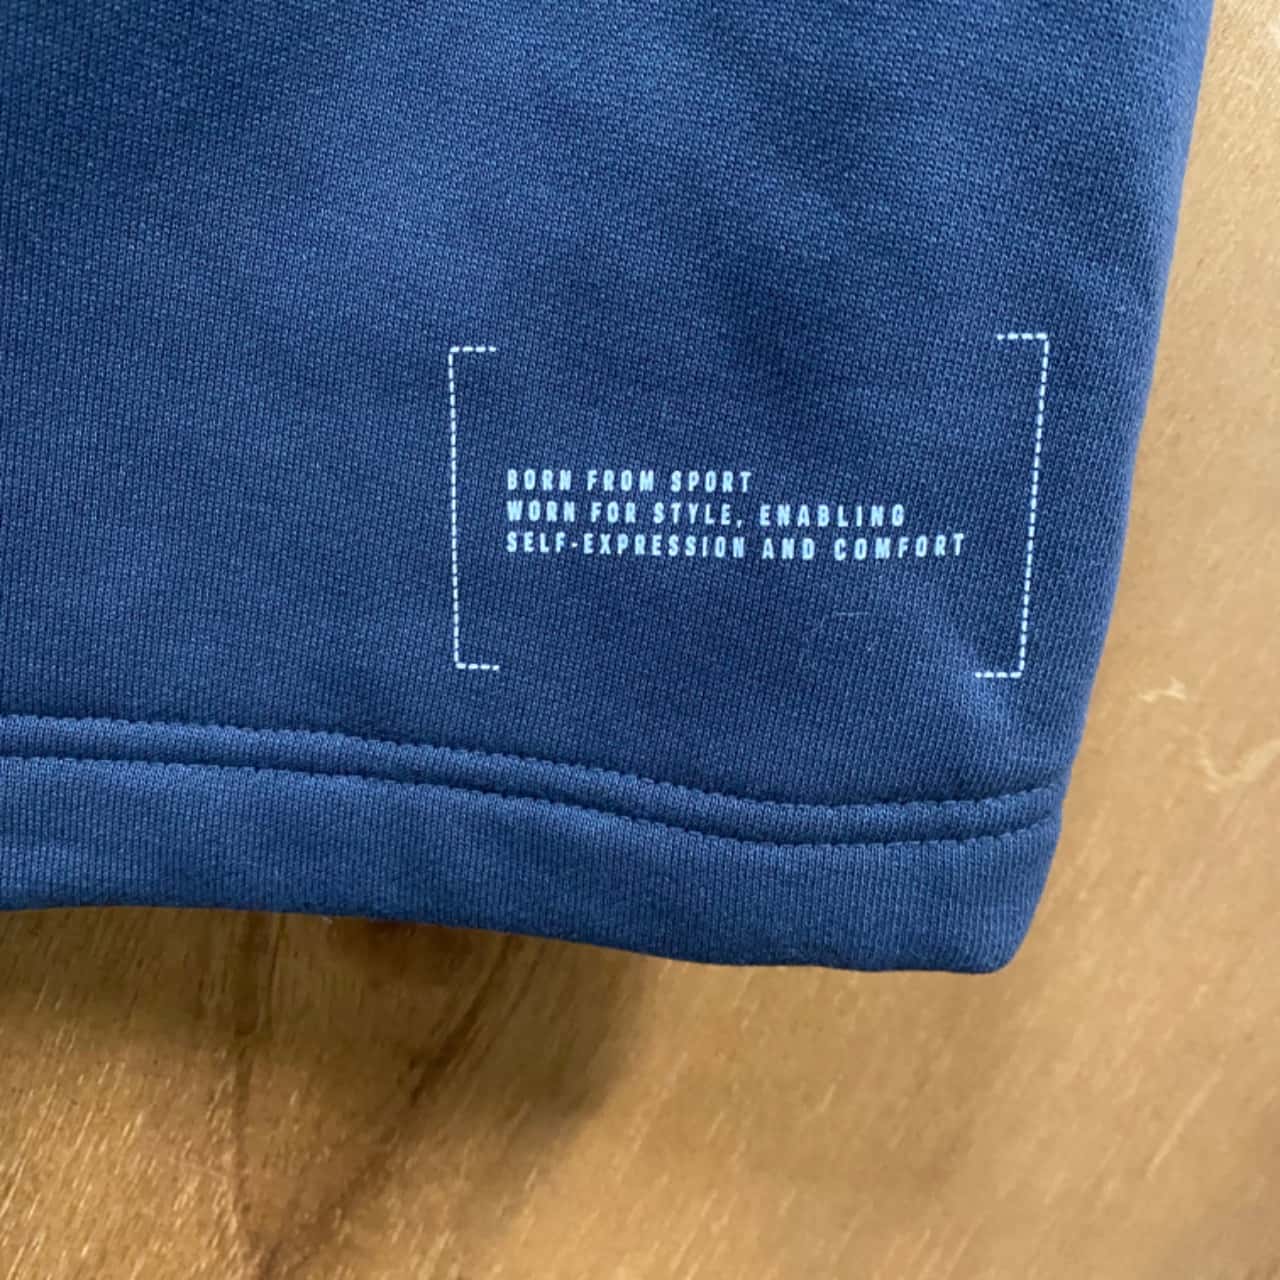 BORN FROM SPORT
WORN FOR STYLE, ENABLING
SELF-EXPRESSION AND COMFORT